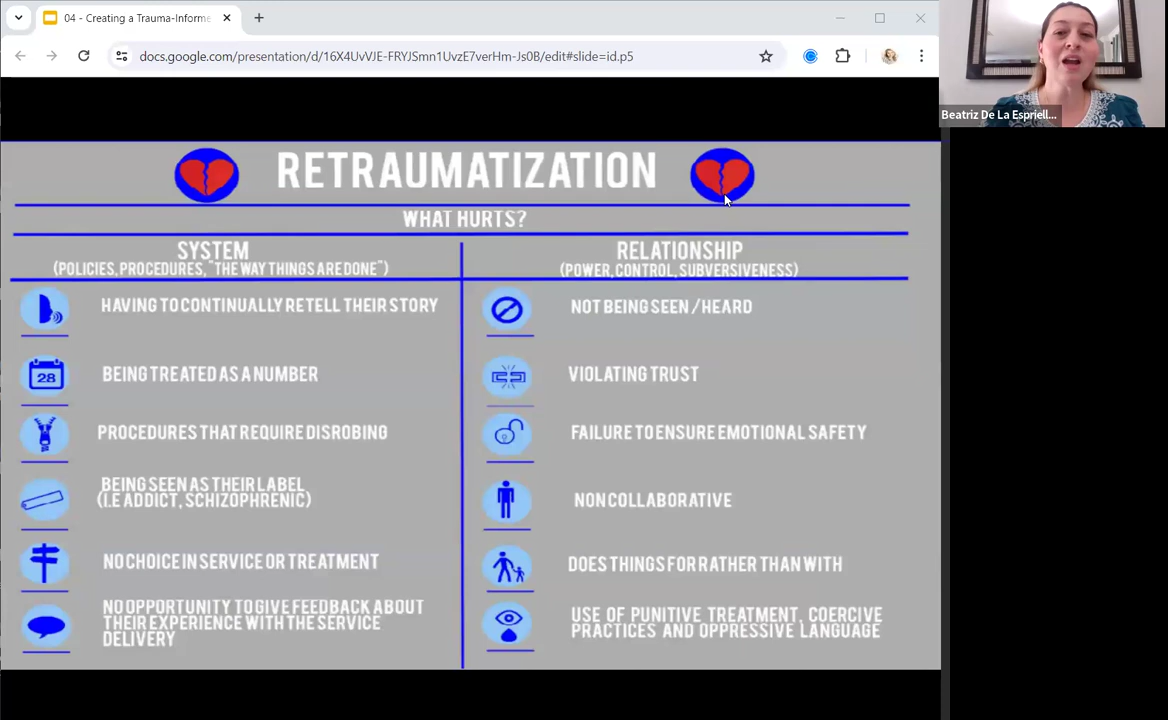 04 - Creating a Trauma-Informe
docs.google.com/presentation/d/16X4UvVJE-FRYJSmn1UvzE7verHm-Js0B/edit#slide=id.p5
Beatriz De La Espriell...
RETRAUMATIZATION
WHAT HURTS?
SYSTEM
(POLICIES, PROCEDURES, "THE WAY THINGS ARE DONE")
HAVING TO CONTINUALLY RETELL THEIR STORY
28
BEING TREATED AS A NUMBER
PROCEDURES THAT REQUIRE DISROBING
BEING SEEN AS THEIR LABEL
(I.E ADDICT, SCHIZOPHRENIC)
NO CHOICE IN SERVICE OR TREATMENT
NO OPPORTUNITY TO GIVE FEEDBACK ABOUT
THEIR EXPERIENCE WITH THE SERVICE
DELIVERY
RELATIONSHIP
(POWER, CONTROL, SUBVERSIVENESS)
NOT BEING SEEN / HEARD
VIOLATING TRUST
FAILURE TO ENSURE EMOTIONAL SAFETY
NON COLLABORATIVE
DOES THINGS FOR RATHER THAN WITH
USE OF PUNITIVE TREATMENT, COERCIVE
PRACTICES AND OPPRESSIVE LANGUAGE